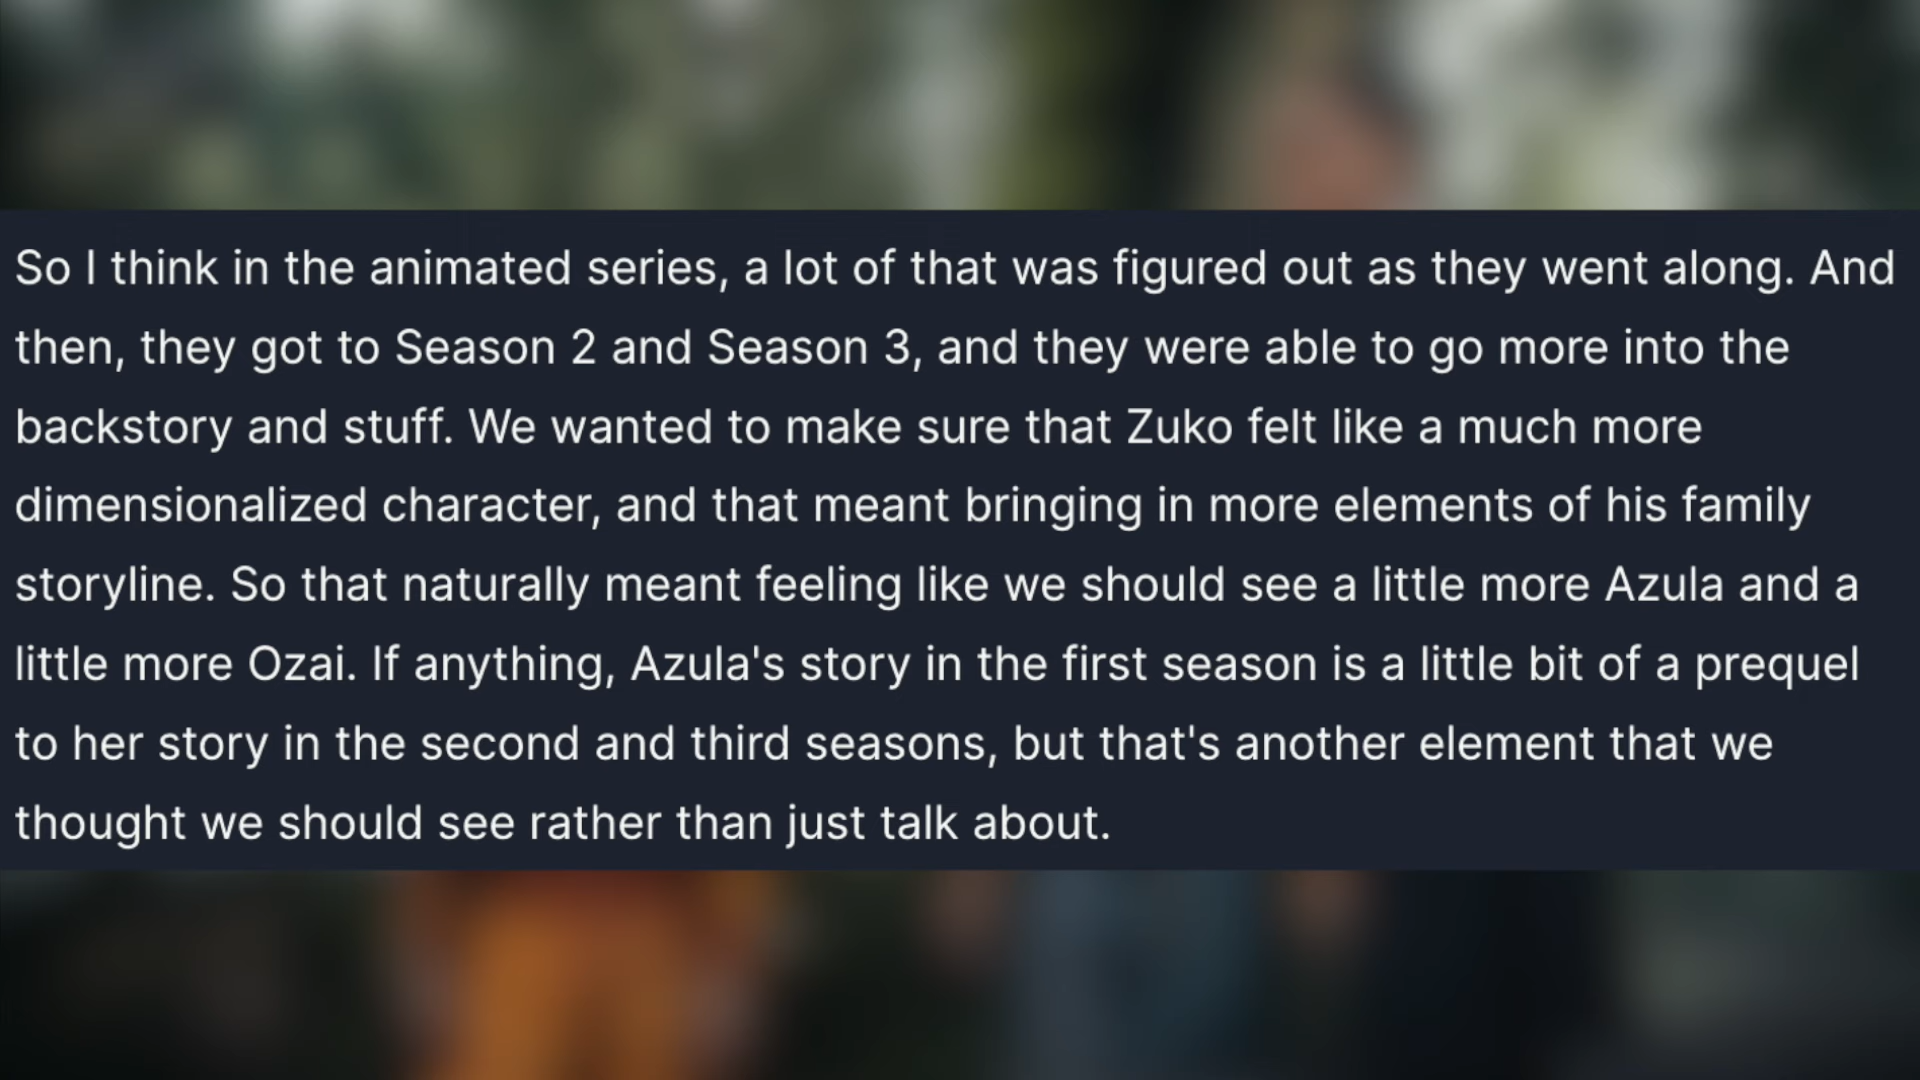 So I think in the animated series, a lot of that was figured out as they went along. And
then, they got to Season 2 and Season 3, and they were able to go more into the
backstory and stuff. We wanted to make sure that Zuko felt like a much more
dimensionalized character, and that meant bringing in more elements of his family
storyline. So that naturally meant feeling like we should see a little more Azula and a
little more Ozai. If anything, Azula's story in the first season is a little bit of a prequel
to her story in the second and third seasons, but that's another element that we
thought we should see rather than just talk about.